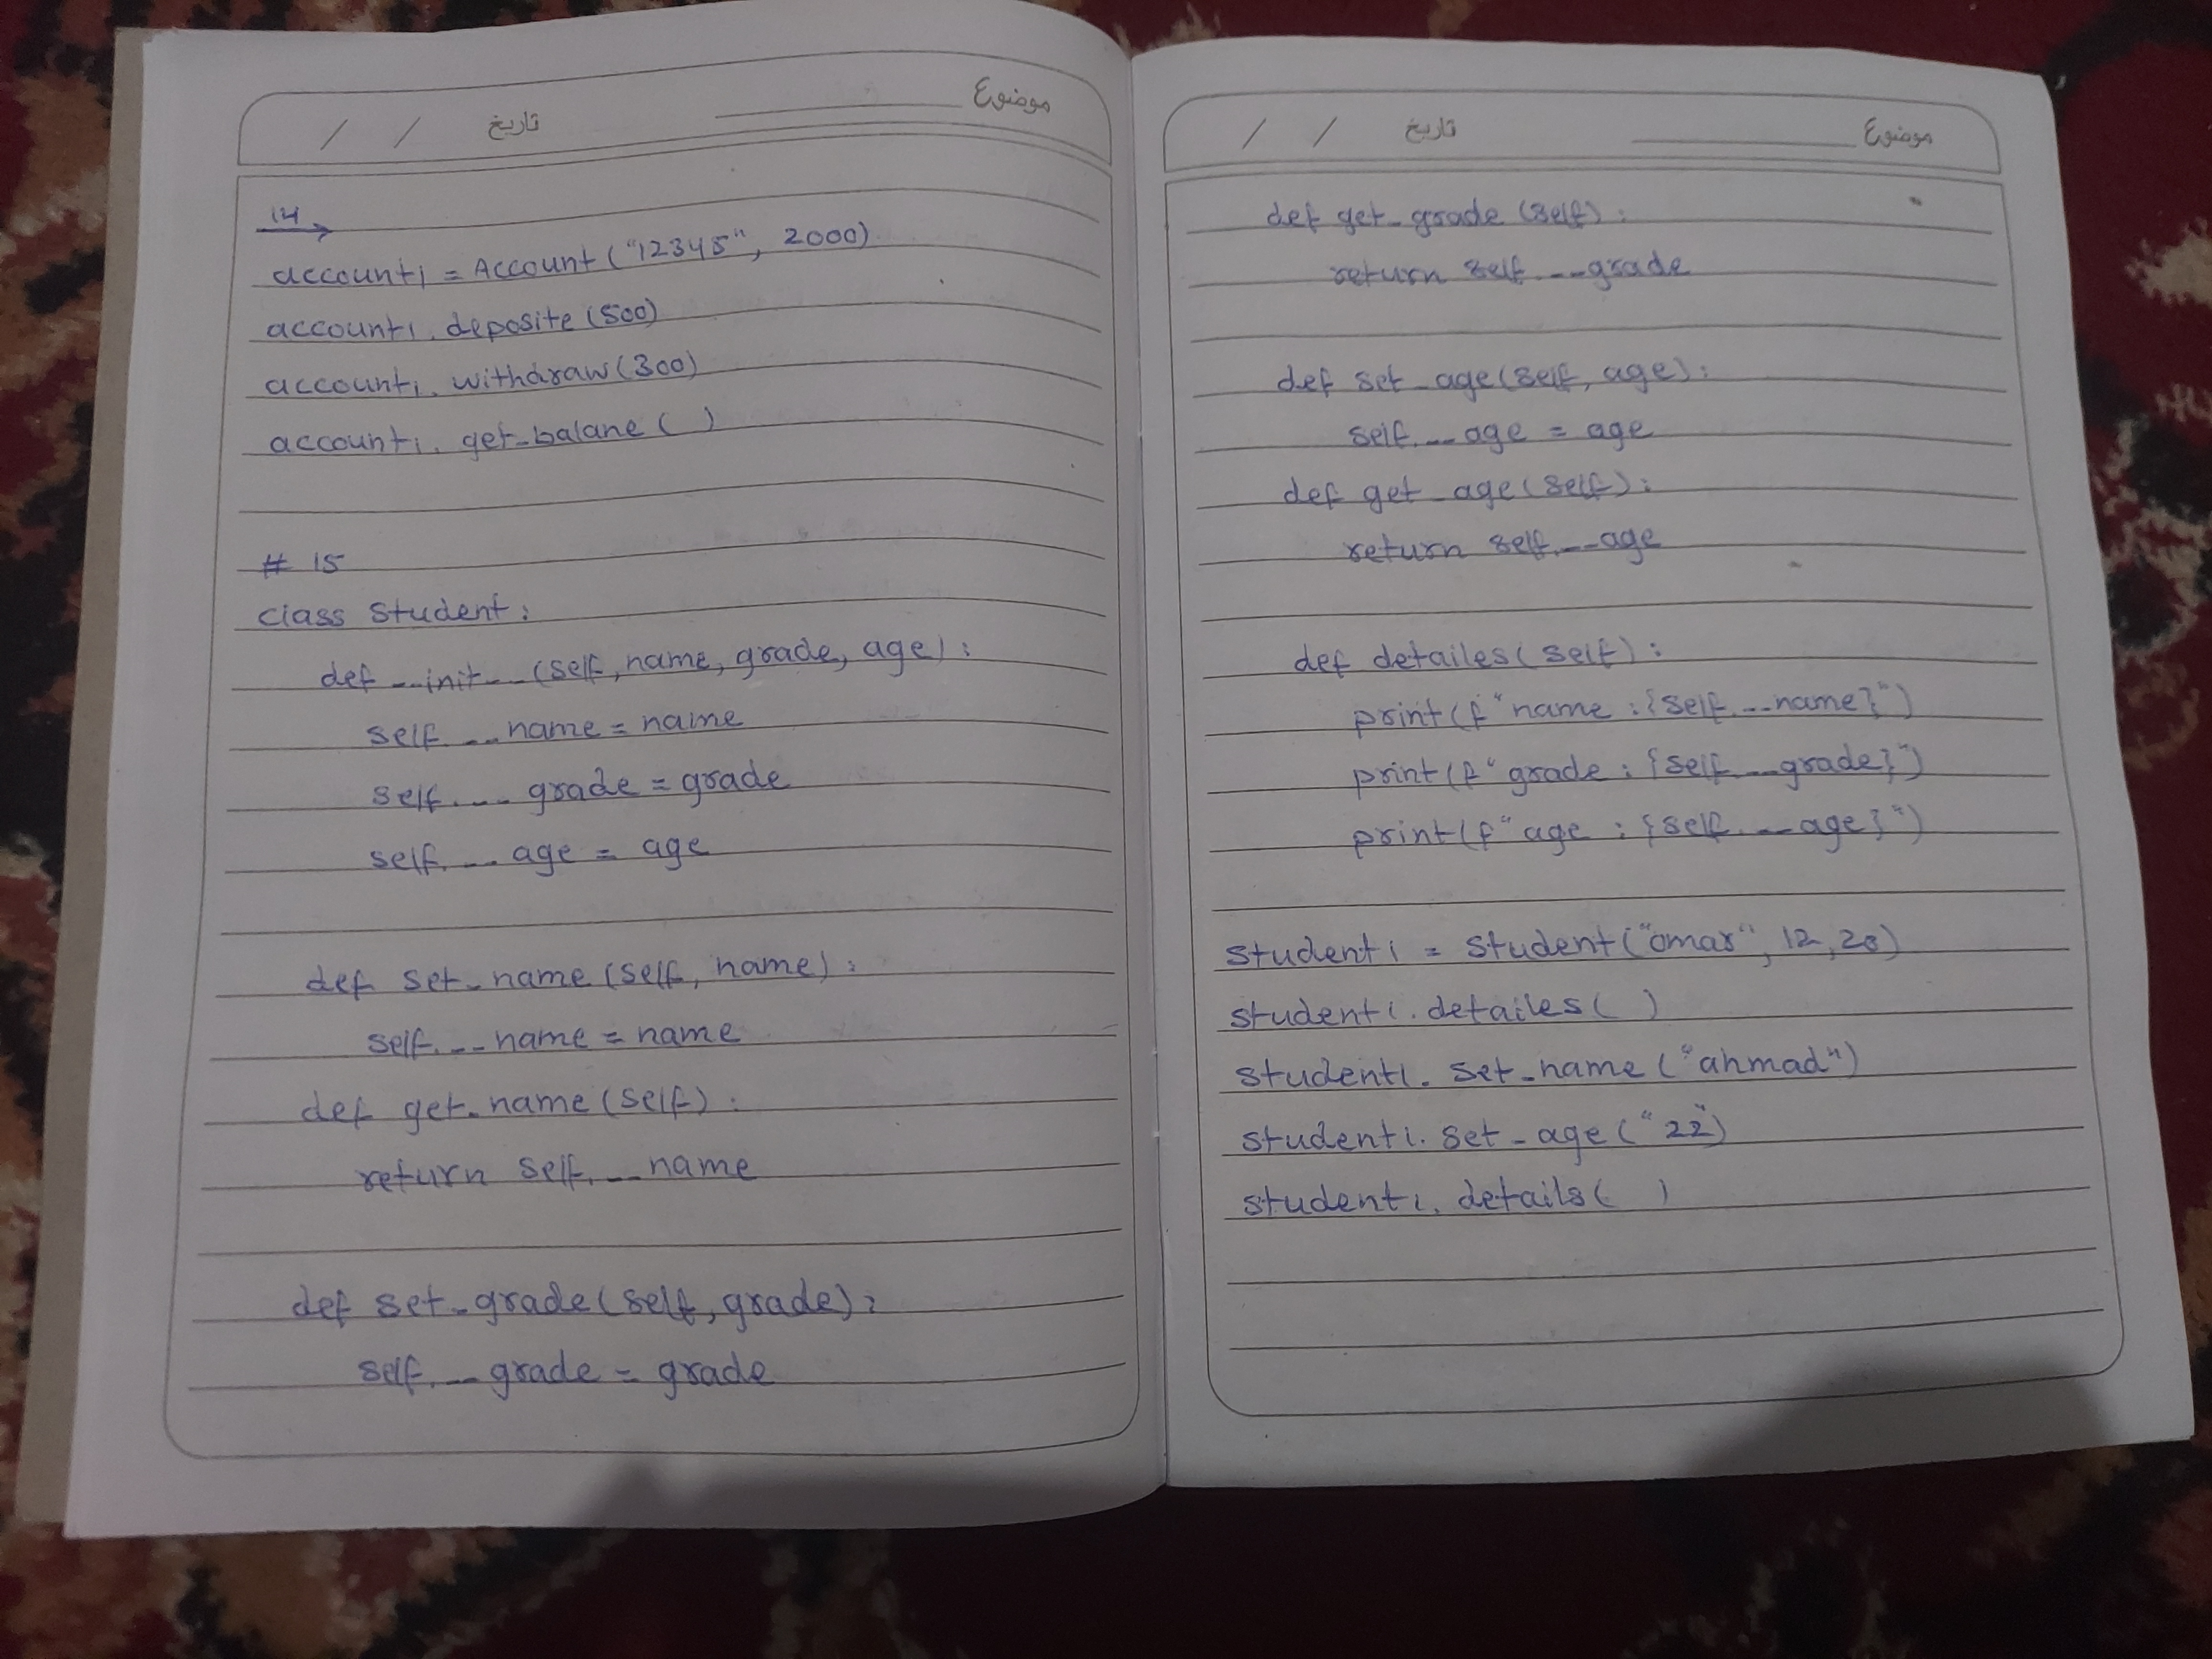 موضوع تاریخ / /
14
account1 = Account ("12345", 2000)
account1. deposite (500)
account1. withdraw (300)
account1. get_balane ( )
# 15
class Student:
def __init__ (self, name, grade, age):
self.__name = name
self.__grade = grade
self.__age = age
def set_name (self, name):
self.__name = name
def get_name (self):
return self.__name
def set_grade (self, grade):
self.__grade = grade
موضوع تاریخ / /
def get_grade (self):
return self.__grade
def set_age (self, age):
self.__age = age
def get_age (self):
return self.__age
def detailes (self):
print (f"name : {self.__name}")
print (f"grade : {self.__grade}")
print (f"age : {self.__age}")
student1 = Student ("omar", 12, 20)
student1. detailes ( )
student1. set_name ("ahmad")
student1. set_age ("22")
student1. details ( )